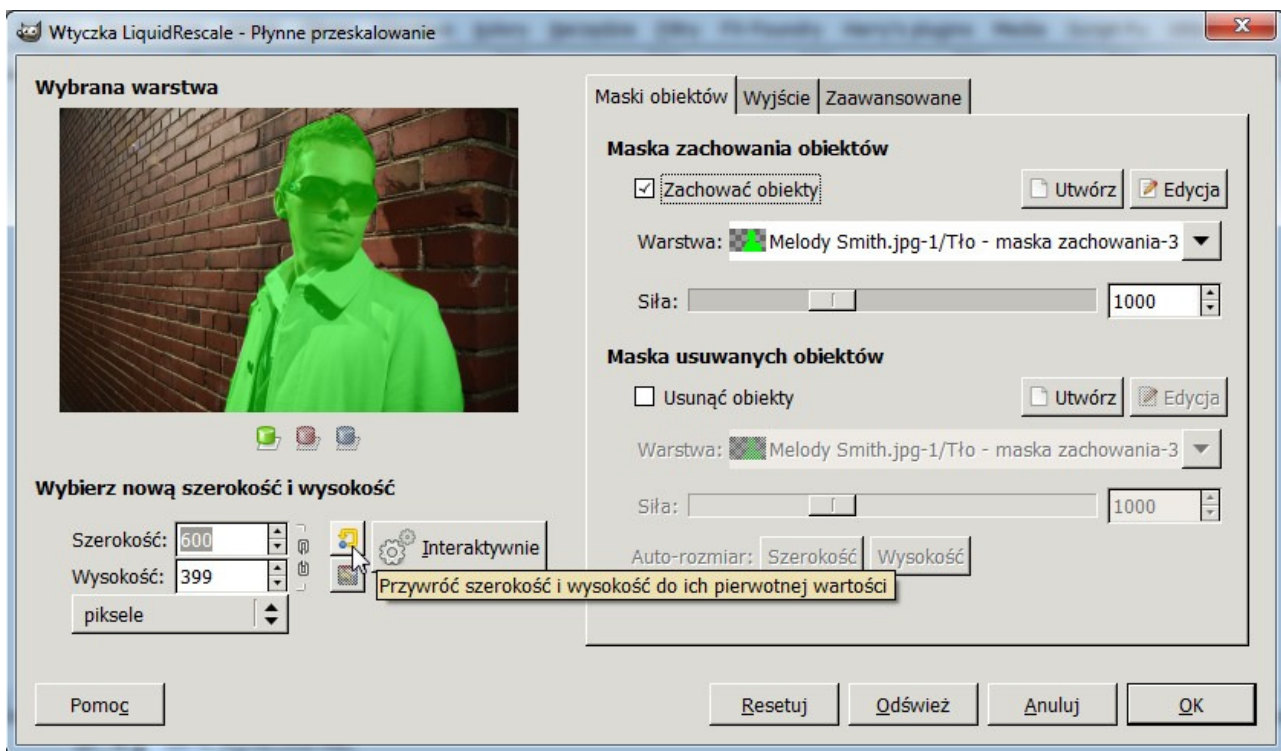 Wtyczka LiquidRescale - Płynne przeskalowanie
Wybrana warstwa
Maski obiektów Wyjście Zaawansowane
Maska zachowania obiektów
Zachować obiekty Utwórz Edycja
Warstwa: Melody Smith.jpg-1/Tło - maska zachowania-3
Siła: 1000
Maska usuwanych obiektów
Usunąć obiekty Utwórz Edycja
Warstwa: Melody Smith.jpg-1/Tło - maska zachowania-3
Siła: 1000
Auto-rozmiar: Szerokość Wysokość
Wybierz nową szerokość i wysokość
Szerokość: 600
Wysokość: 399
Interaktywnie
Przywróć szerokość i wysokość do ich pierwotnej wartości
piksele
Pomoc Resetuj Odśwież Anuluj OK